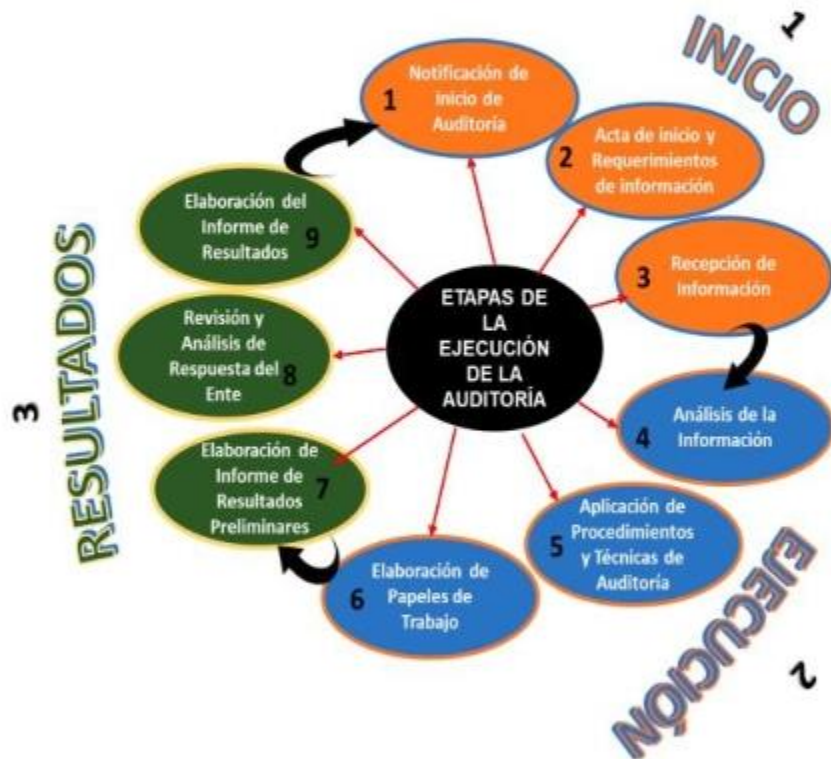 1
INICIO
1
Notificación de
inicio de
Auditoría
2
Acta de inicio y
Requerimientos
de información
3
Recepción de
Información
ETAPAS DE
LA
EJECUCIÓN
DE LA
AUDITORÍA
4
Análisis de la
Información
5
Aplicación de
Procedimientos
y Técnicas de
Auditoría
EJECUCIÓN
2
6
Elaboración de
Papeles de
Trabajo
7
Elaboración de
Informe de
Resultados
Preliminares
8
Revisión y
Análisis de
Respuesta del
Ente
9
Elaboración del
Informe de
Resultados
RESULTADOS
3